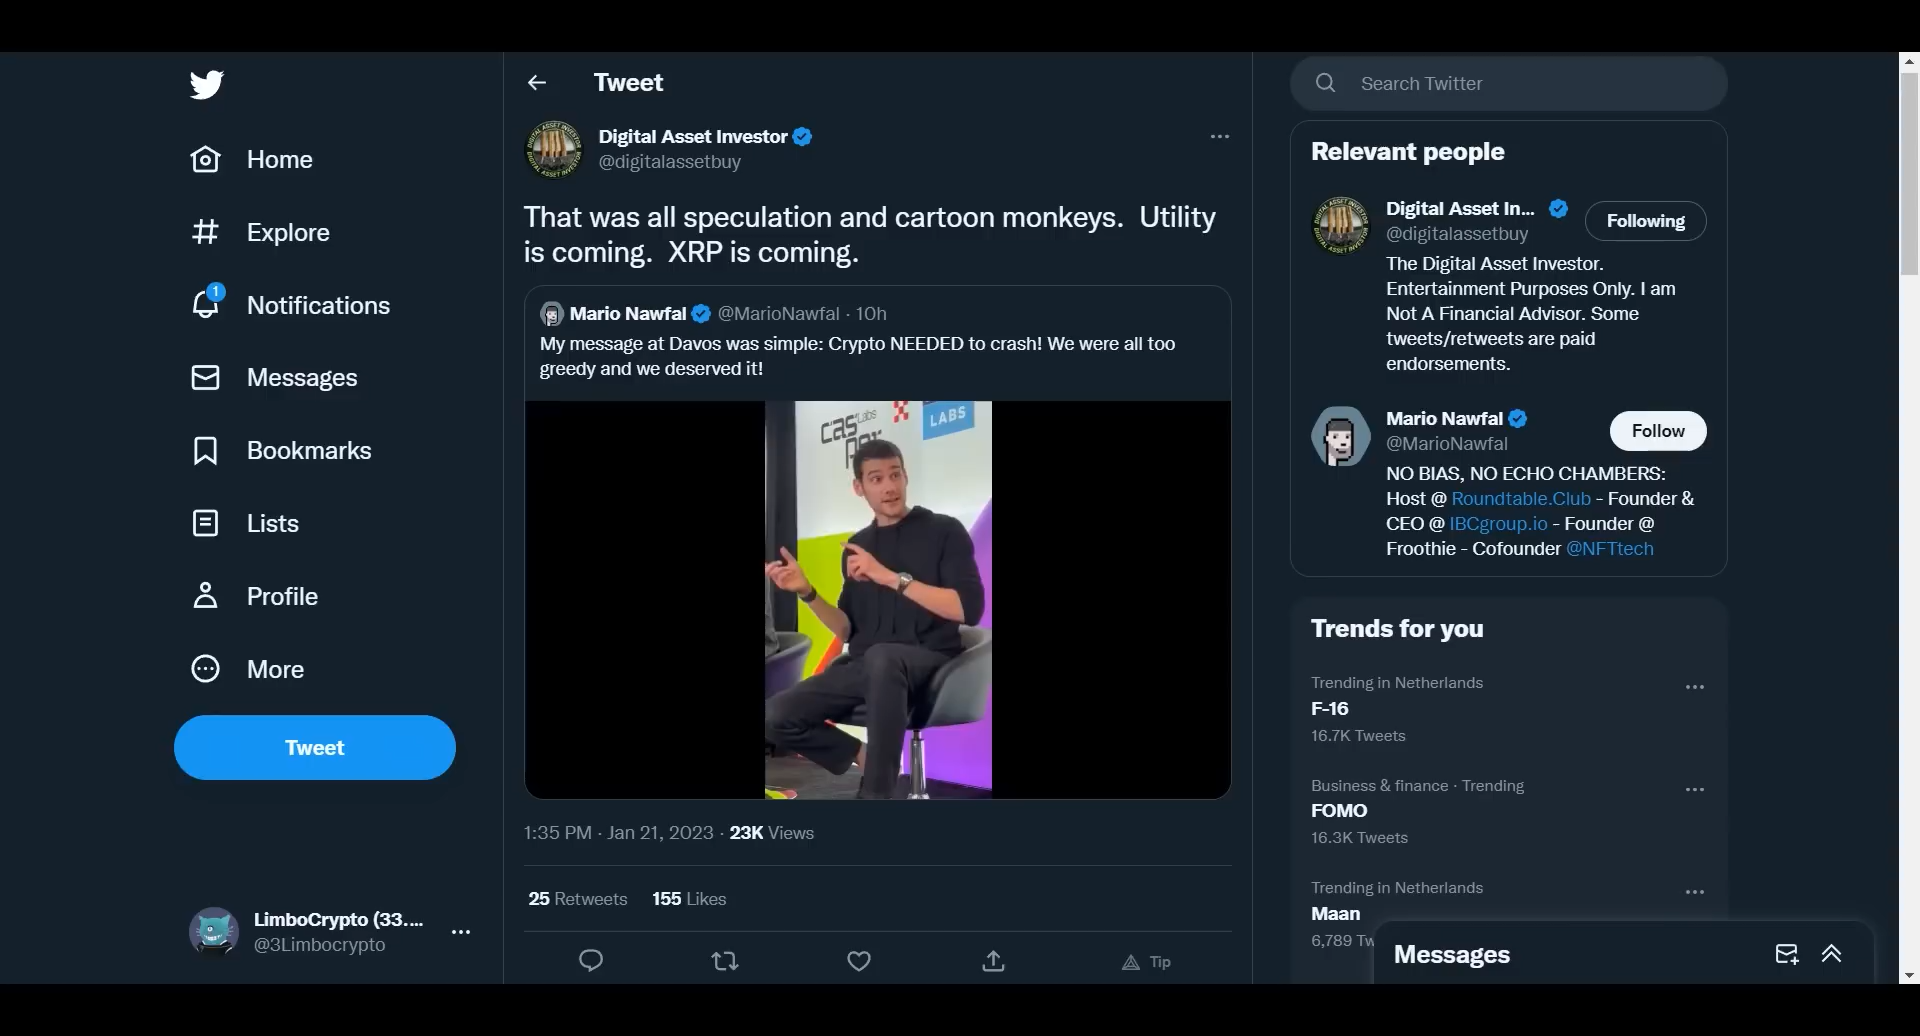 Home
Explore
1
Notifications
Messages
Bookmarks
Lists
Profile
More
Tweet
LimboCrypto (33....
@3Limbocrypto
Tweet
Digital Asset Investor
@digitalassetbuy
That was all speculation and cartoon monkeys. Utility
is coming. XRP is coming.
Mario Nawfal @MarioNawfal · 10h
My message at Davos was simple: Crypto NEEDED to crash! We were all too
greedy and we deserved it!
Labs
LABS
1:35 PM · Jan 21, 2023 · 23K Views
25 Retweets 155 Likes
Tip
Search Twitter
Relevant people
Digital Asset In...
@digitalassetbuy
Following
The Digital Asset Investor.
Entertainment Purposes Only. I am
Not A Financial Advisor. Some
tweets/retweets are paid
endorsements.
Mario Nawfal
@MarioNawfal
Follow
NO BIAS, NO ECHO CHAMBERS:
Host @ Roundtable.Club - Founder &
CEO @ IBCgroup.io - Founder @
Froothie - Cofounder @NFTtech
Trends for you
Trending in Netherlands
F-16
16.7K Tweets
Business & finance · Trending
FOMO
16.3K Tweets
Trending in Netherlands
Maan
6,789 Tw
Messages